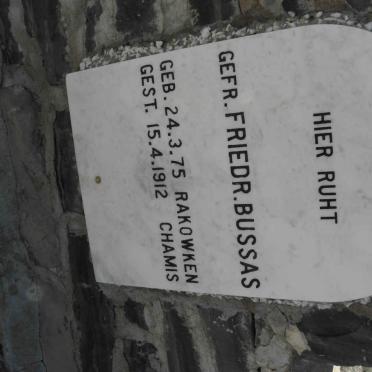 HIER RUHT
GEFR. FRIEDR. BUSSAS
GEB. 24.3.75 RAKOWKEN
GEST. 15.4.1912 CHAMIS